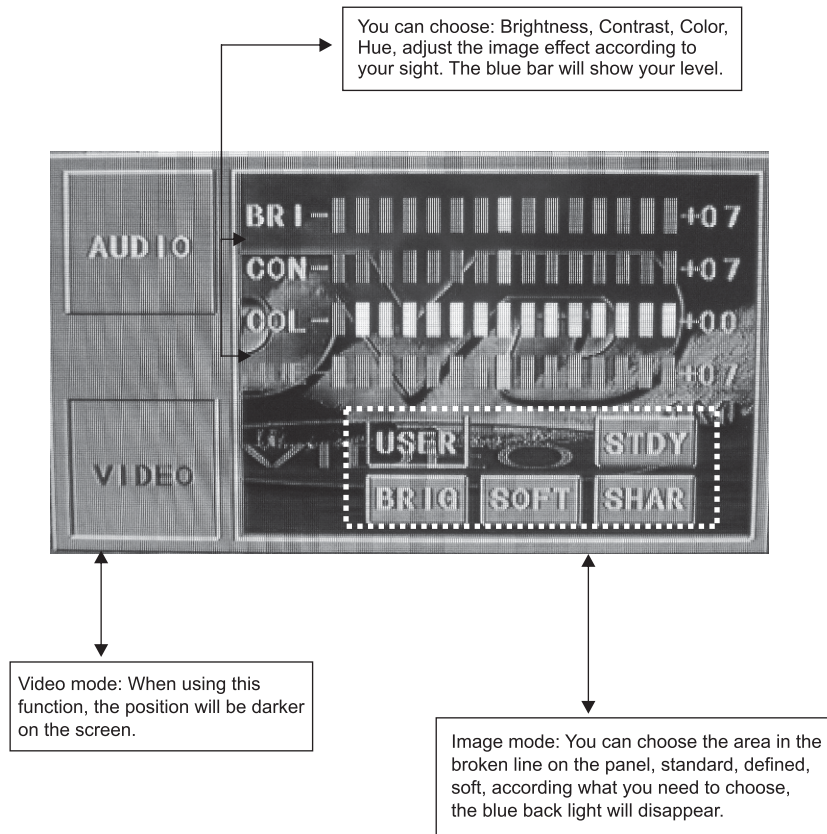 You can choose: Brightness, Contrast, Color,
Hue, adjust the image effect according to
your sight. The blue bar will show your level.
AUDIO
BRI- +07
CON- +07
COL- +00
HUE +07
USER STDY
VIDEO
BRIG SOFT SHAR
Video mode: When using this
function, the position will be darker
on the screen.
Image mode: You can choose the area in the
broken line on the panel, standard, defined,
soft, according what you need to choose,
the blue back light will disappear.